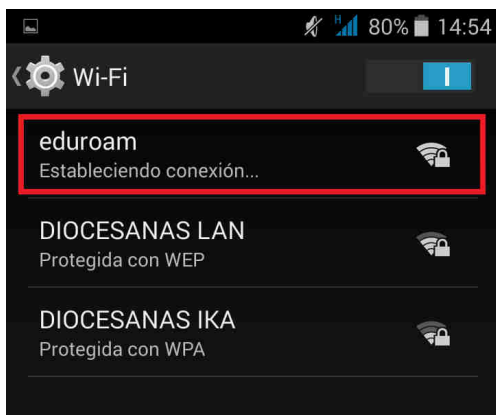 H 80% 14:54
Wi-Fi
eduroam
Estableciendo conexión...
DIOCESANAS LAN
Protegida con WEP
DIOCESANAS IKA
Protegida con WPA